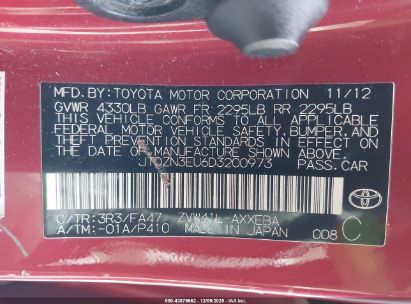 MFD. BY: TOYOTA MOTOR CORPORATION 11/12
GVWR 4330LB GAWR FR 2295LB RR 2295LB
THIS VEHICLE CONFORMS TO ALL APPLICABLE
FEDERAL MOTOR VEHICLE SAFETY, BUMPER, AND
THEFT PREVENTION STANDARDS IN EFFECT ON THE
DATE OF MANUFACTURE SHOWN ABOVE.
PASS. CAR
C/TR: 3R3/FA47 ZVW41L-AXXEBA
A/TM: -01A/P410 MADE IN JAPAN 008 C
TOYOTA